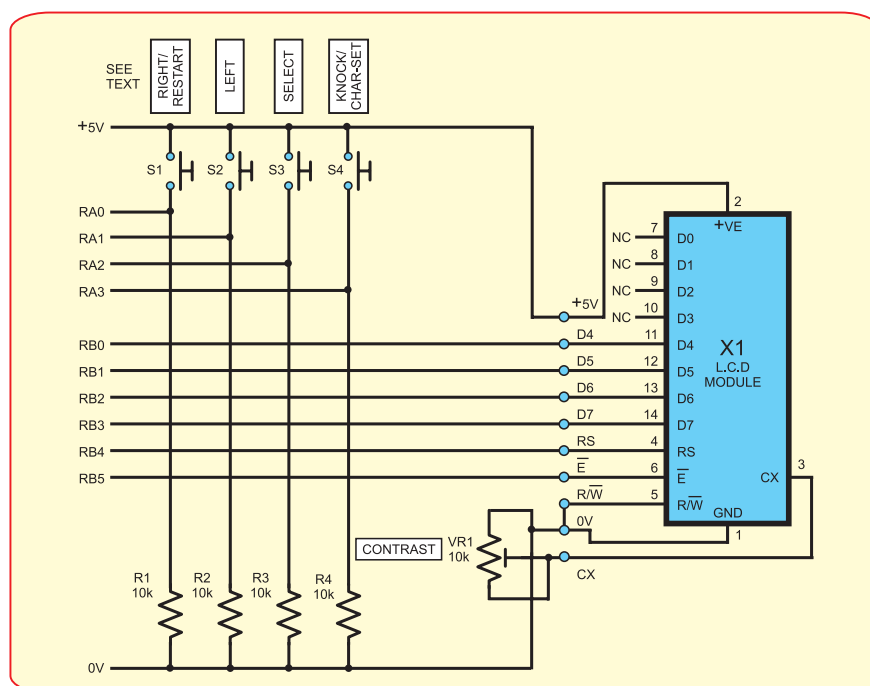 SEE
TEXT
RIGHT/
RESTART
LEFT
SELECT
KNOCK/
CHAR-SET
+5V
S1
S2
S3
S4
RA0
RA1
RA2
RA3
2
+VE
NC
7
D0
NC
8
D1
NC
9
D2
+5V
NC
10
D3
RB0
D4
11
D4
X1
L.C.D
MODULE
RB1
D5
12
D5
RB2
D6
13
D6
RB3
D7
14
D7
RB4
RS
4
RS
RB5
E̅
6
E̅
CX
3
R/W̅
5
R/W̅
GND
0V
1
CONTRAST
VR1
10k
CX
R1
10k
R2
10k
R3
10k
R4
10k
0V